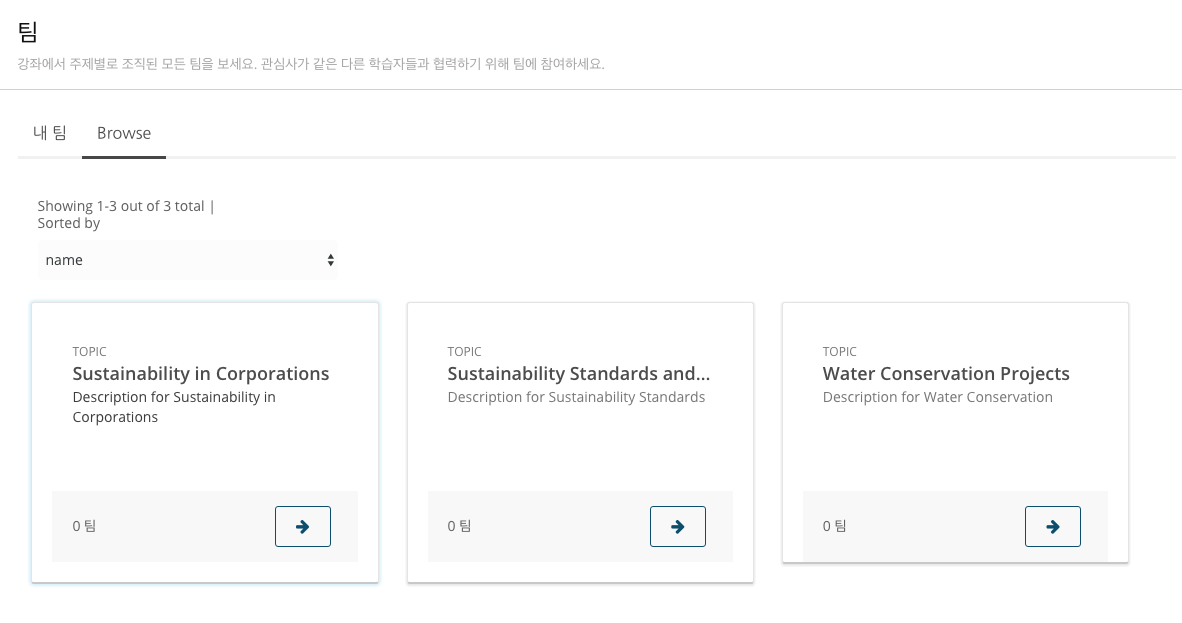 팀
강좌에서 주제별로 조직된 모든 팀을 보세요. 관심사가 같은 다른 학습자들과 협력하기 위해 팀에 참여하세요.
내 팀 Browse
Showing 1-3 out of 3 total |
Sorted by
name
TOPIC
Sustainability in Corporations
Description for Sustainability in
Corporations
0 팀
TOPIC
Sustainability Standards and...
Description for Sustainability Standards
0 팀
TOPIC
Water Conservation Projects
Description for Water Conservation
0 팀